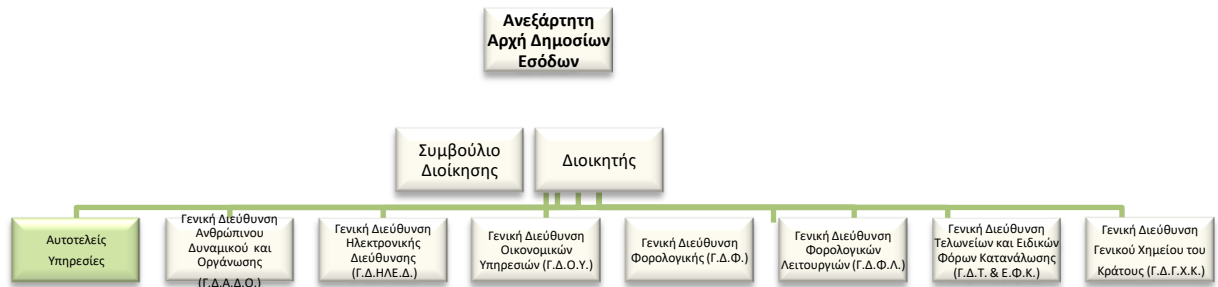 Ανεξάρτητη
Αρχή Δημοσίων
Εσόδων
Συμβούλιο
Διοίκησης
Διοικητής
Αυτοτελείς
Υπηρεσίες
Γενική Διεύθυνση
Ανθρώπινου
Δυναμικού και
Οργάνωσης
(Γ.Δ.Α.Δ.Ο.)
Γενική Διεύθυνση
Ηλεκτρονικής
Διεύθυνσης
(Γ.Δ.ΗΛΕ.Δ.)
Γενική Διεύθυνση
Οικονομικών
Υπηρεσιών (Γ.Δ.Ο.Υ.)
Γενική Διεύθυνση
Φορολογικής (Γ.Δ.Φ.)
Γενική Διεύθυνση
Φορολογικών
Λειτουργιών (Γ.Δ.Φ.Λ.)
Γενική Διεύθυνση
Τελωνείων και Ειδικών
Φόρων Κατανάλωσης
(Γ.Δ.Τ. & Ε.Φ.Κ.)
Γενική Διεύθυνση
Γενικού Χημείου του
Κράτους (Γ.Δ.Γ.Χ.Κ.)